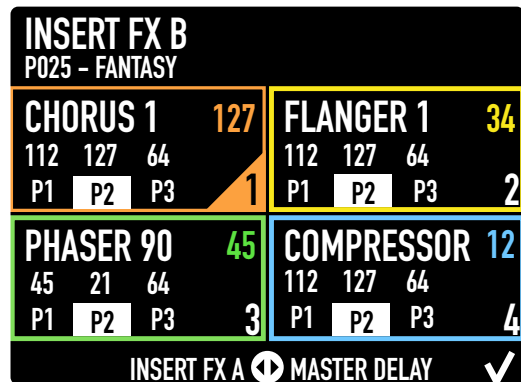 INSERT FX B
P025 – FANTASY
CHORUS 1 127
112 127 64
P1 P2 P3 1
FLANGER 1 34
112 127 64
P1 P2 P3 2
PHASER 90 45
45 21 64
P1 P2 P3 3
COMPRESSOR 12
112 127 64
P1 P2 P3 4
INSERT FX A MASTER DELAY